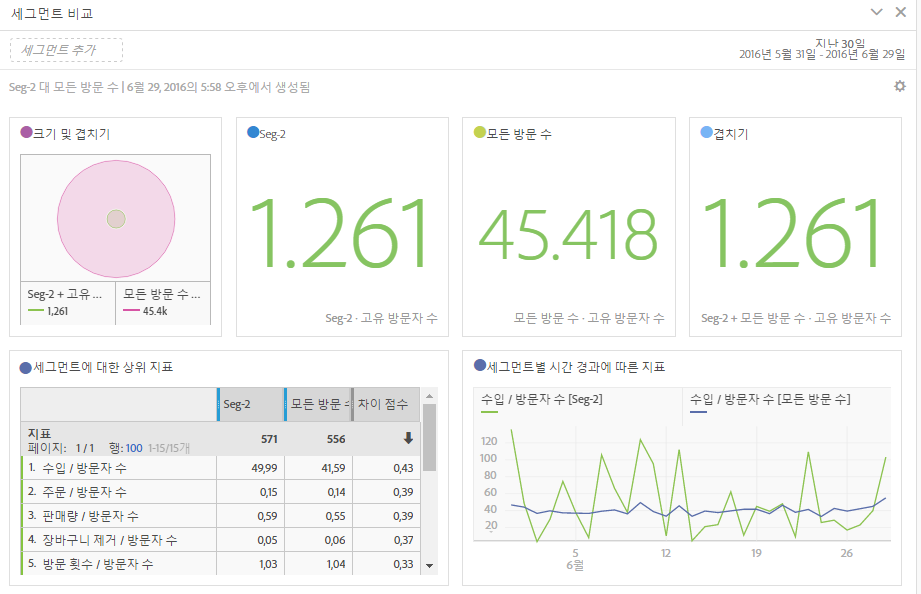 세그먼트 비교
세그먼트 추가
지난 30일
2016년 5월 31일 - 2016년 6월 29일
Seg-2 대 모든 방문 수 | 6월 29, 2016의 5:58 오후에서 생성됨
크기 및 겹치기
Seg-2 + 고유 ...
1,261
모든 방문 수 ...
45.4k
Seg-2
1.261
Seg-2 · 고유 방문자 수
모든 방문 수
45.418
모든 방문 수 · 고유 방문자 수
겹치기
1.261
Seg-2 + 모든 방문 수 · 고유 방문자 수
세그먼트에 대한 상위 지표
Seg-2 모든 방문 차이 점수
지표 571 556
페이지: 1 / 1 행: 100 1-15/15개
1. 수입 / 방문자 수 49,99 41,59 0,43
2. 주문 / 방문자 수 0,15 0,14 0,39
3. 판매량 / 방문자 수 0,59 0,55 0,39
4. 장바구니 제거 / 방문자 수 0,05 0,06 0,37
5. 방문 횟수 / 방문자 수 1,03 1,04 0,33
세그먼트별 시간 경과에 따른 지표
수입 / 방문자 수 [Seg-2] 수입 / 방문자 수 [모든 방문 수]
120
100
80
60
40
20
5 12 19 26
6월